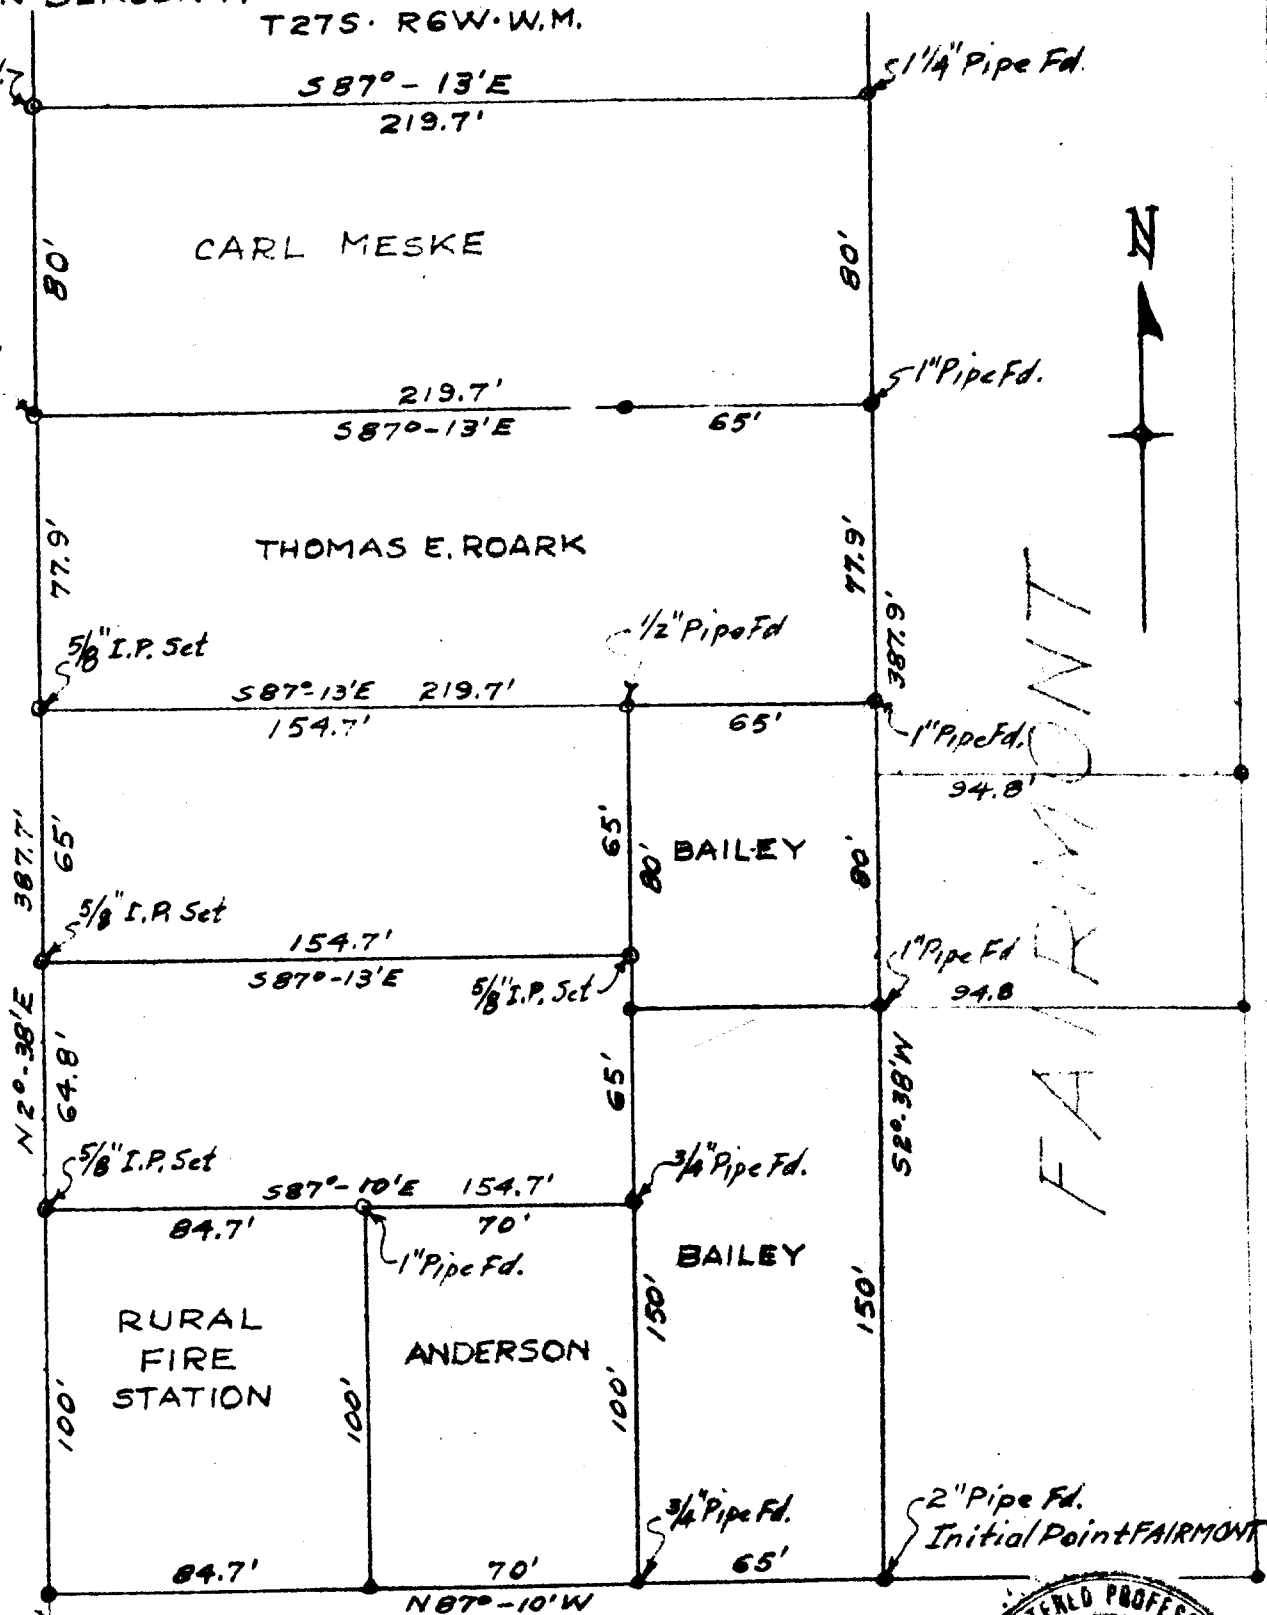 T27S. R6W. W.M.
S87°-13'E
219.7'
1 1/4" Pipe Fd.
CARL MESKE
80'
80'
N
219.7'
S87°-13'E
65'
1" Pipe Fd.
THOMAS E. ROARK
77.9'
77.9'
387.9'
5/8" I.P. Set
1/2" Pipe Fd
S87°-13'E 219.7'
154.7'
65'
1" Pipe Fd.
94.8'
FAIRMONT
387.7'
65'
65'
80'
BAILEY
80'
5/8" I.P. Set
154.7'
S87°-13'E
5/8" I.P. Set
1" Pipe Fd
94.8
N2°-38'E
64.8'
65'
S2°-38'W
5/8" I.P. Set
S87°-10'E 154.7'
84.7'
70'
3/4" Pipe Fd.
1" Pipe Fd.
BAILEY
RURAL
FIRE
STATION
ANDERSON
100'
100'
100'
150'
150'
3/4" Pipe Fd.
2" Pipe Fd.
Initial Point FAIRMONT
84.7'
70'
65'
N87°-10'W